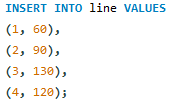 INSERT INTO line VALUES
(1, 60),
(2, 90),
(3, 130),
(4, 120);